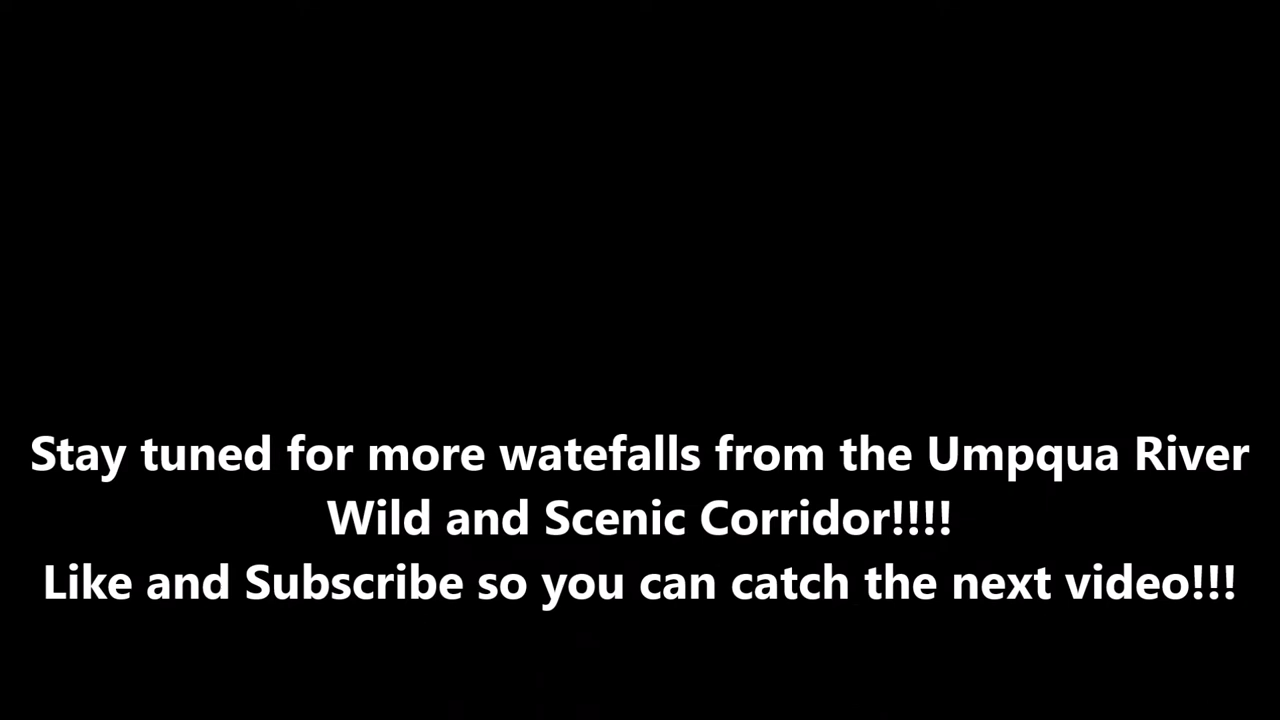 Stay tuned for more watefalls from the Umpqua River
Wild and Scenic Corridor!!!!
Like and Subscribe so you can catch the next video!!!